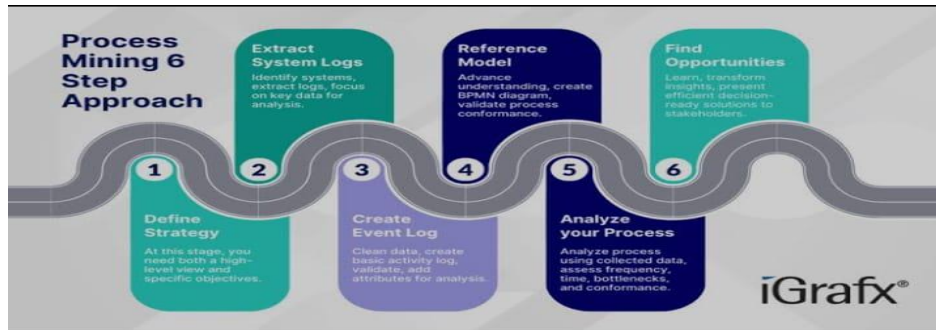 Process
Mining 6
Step
Approach
1
Define
Strategy
At this stage, you
need both a high-
level view and
specific objectives.
2
Extract
System Logs
Identify systems,
extract logs, focus
on key data for
analysis.
3
Create
Event Log
Clean data, create
basic activity log,
validate, add
attributes for analysis.
4
Reference
Model
Advance
understanding, create
BPMN diagram,
validate process
conformance.
5
Analyze
your Process
Analyze process
using collected data,
assess frequency,
time, bottlenecks,
and conformance.
6
Find
Opportunities
Learn, transform
insights, present
efficient decision-
ready solutions to
stakeholders.
iGrafx®